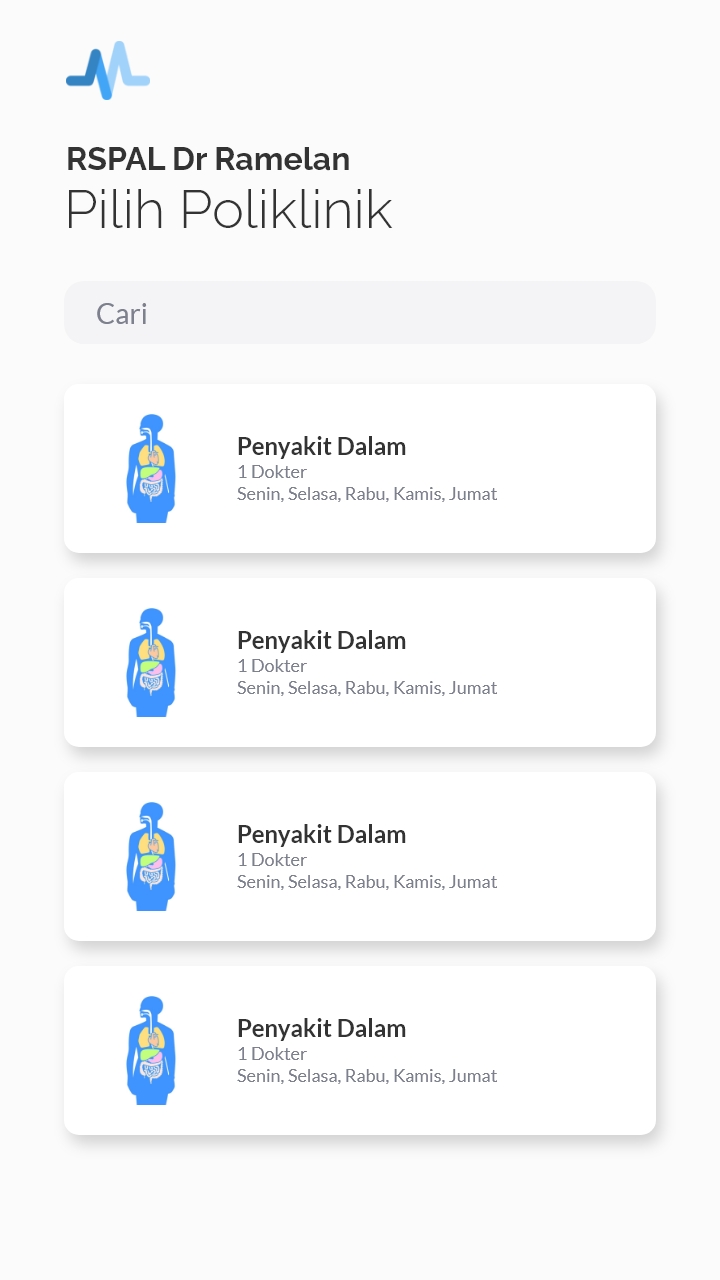 RSPAL Dr Ramelan
Pilih Poliklinik
Cari
Penyakit Dalam
1 Dokter
Senin, Selasa, Rabu, Kamis, Jumat
Penyakit Dalam
1 Dokter
Senin, Selasa, Rabu, Kamis, Jumat
Penyakit Dalam
1 Dokter
Senin, Selasa, Rabu, Kamis, Jumat
Penyakit Dalam
1 Dokter
Senin, Selasa, Rabu, Kamis, Jumat